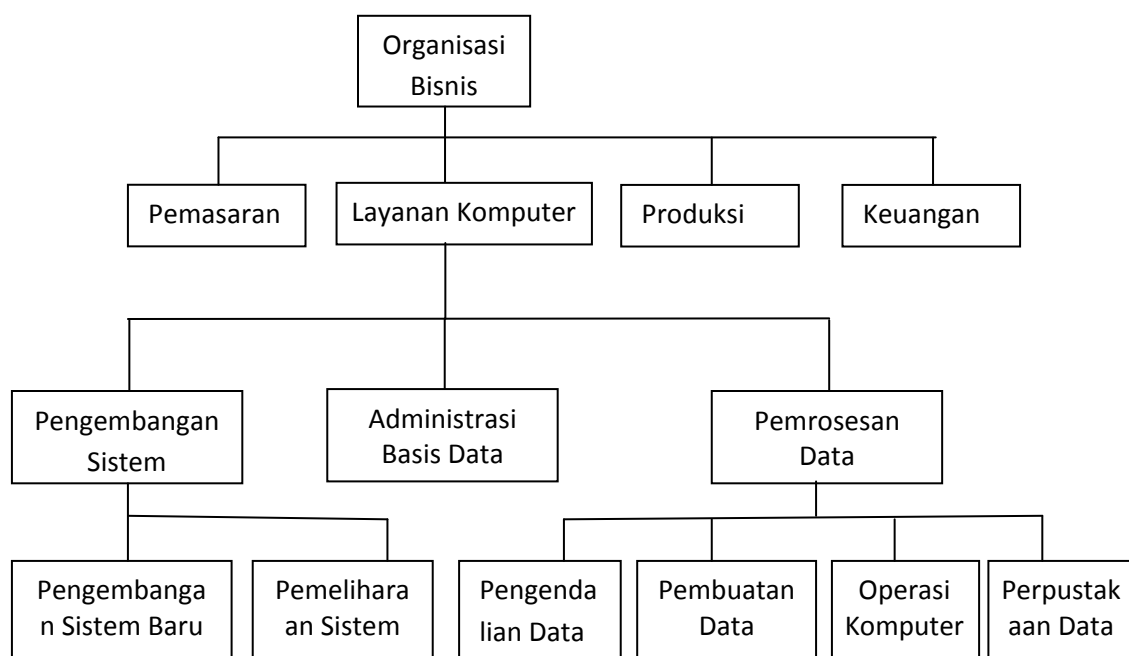 Organisasi
Bisnis
Pemasaran
Layanan Komputer
Produksi
Keuangan
Pengembangan
Sistem
Administrasi
Basis Data
Pemrosesan
Data
Pengembanga
n Sistem Baru
Pemelihara
an Sistem
Pengenda
lian Data
Pembuatan
Data
Operasi
Komputer
Perpustak
aan Data